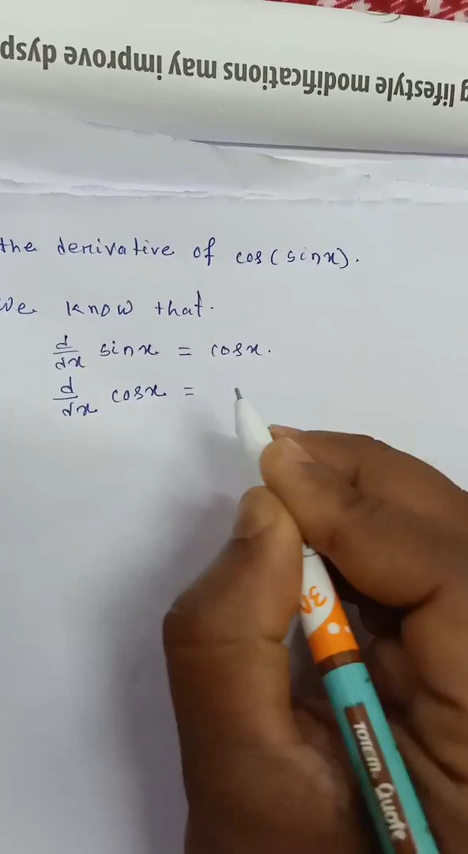 g lifestyle modifications may improve dysp
the derivative of cos(sinx).
We know that.
d/dx sinx = cosx.
d/dx cosx =
TOTEM Quote